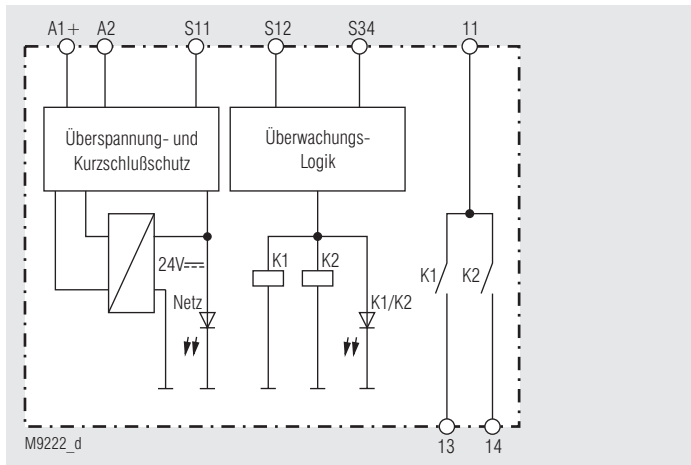 A1+ A2 S11 S12 S34 11
Überspannung- und
Kurzschlußschutz
Überwachungs-
Logik
24V
Netz
K1 K2
K1/K2
K1 K2
13 14
M9222_d